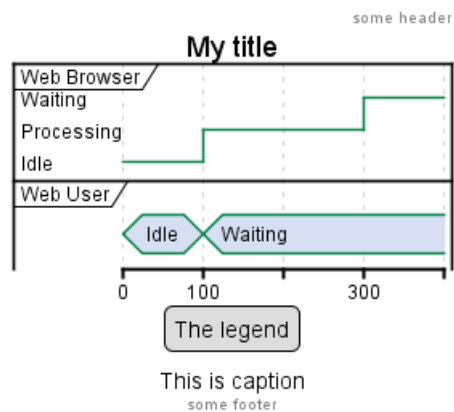 some header
My title
Web Browser
Waiting
Processing
Idle
Web User
Idle Waiting
0 100 300
The legend
This is caption
some footer